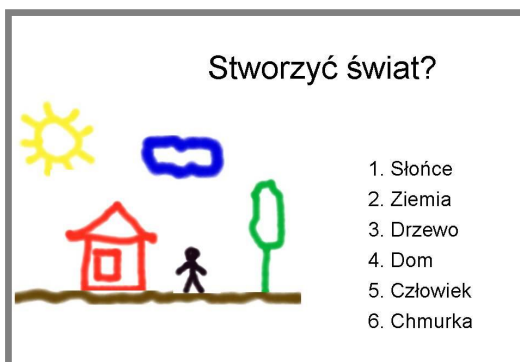 Stworzyć świat?
1. Słońce
2. Ziemia
3. Drzewo
4. Dom
5. Człowiek
6. Chmurka